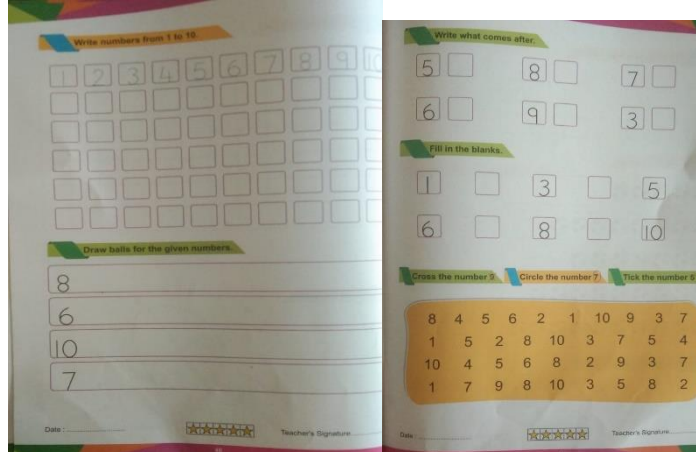 Write numbers from 1 to 10.
1 2 3 4 5 6 7 8 9 10
Draw balls for the given numbers.
8
6
10
7
Date :
Teacher's Signature
Write what comes after.
5 8 7
6 9 3
Fill in the blanks.
1 3 5
6 8 10
Cross the number 9 Circle the number 7 Tick the number
8 4 5 6 2 1 10 9 3 7
1 5 2 8 10 3 7 5 4
10 4 5 6 8 2 9 3 7
1 7 9 8 10 3 5 8 2
Date :
Teacher's Signature